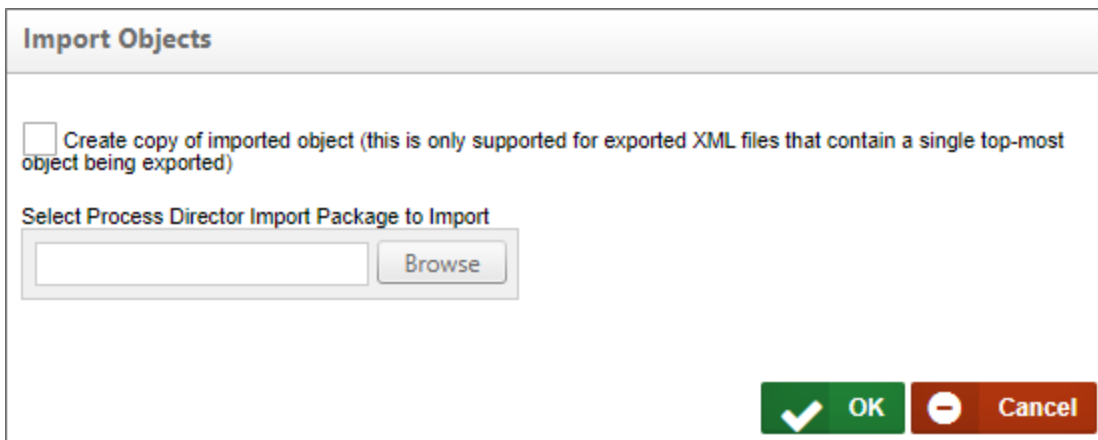 Import Objects
Create copy of imported object (this is only supported for exported XML files that contain a single top-most
object being exported)
Select Process Director Import Package to Import
Browse
OK
Cancel